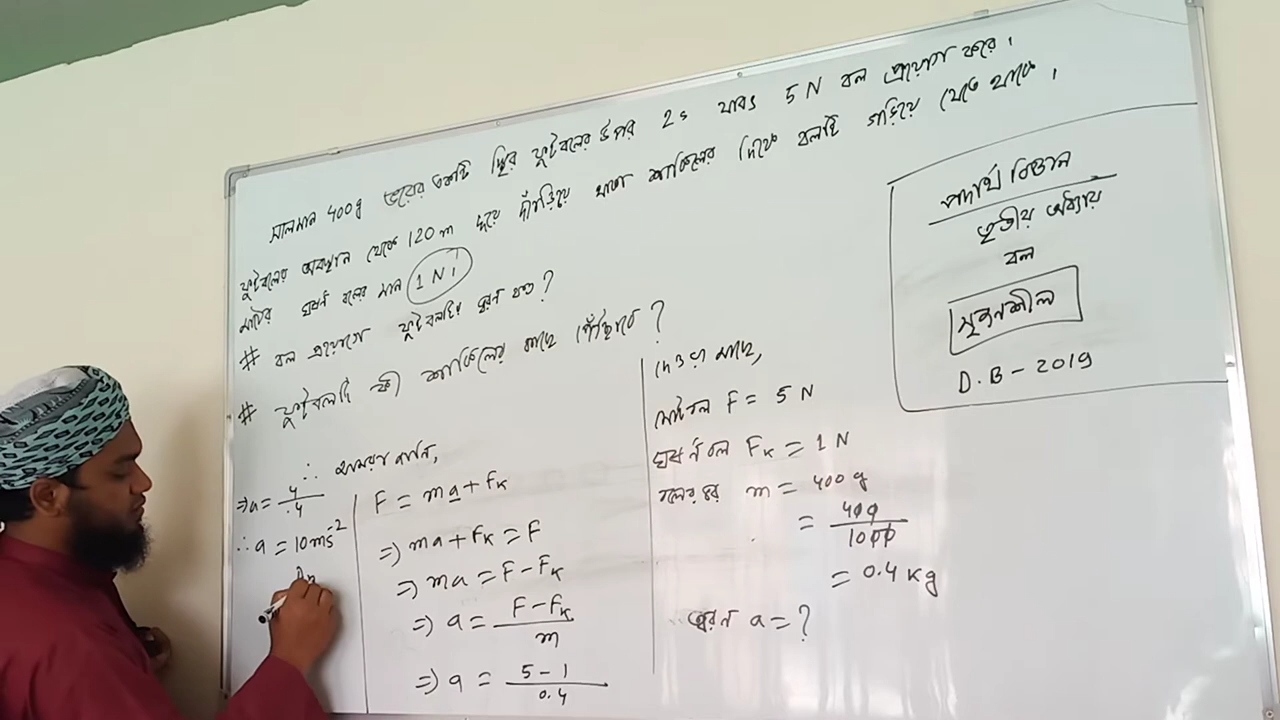 সালমান 400g ভরের একটি স্থির ফুটবলের উপর 2s যাবৎ 5 N বল প্রয়োগ করে।
ফুটবলের অবস্থান থেকে 120 m দূরে দাঁড়িয়ে থাকা শাকিলের দিকে বলটি গড়িয়ে যেতে থাকে।
মাঠের ঘর্ষণ বলের মান 1 N।
# বল প্রয়োগে ফুটবলটির ত্বরণ কত?
# ফুটবলটি কী শাকিলের কাছে পৌঁছাবে?
পদার্থ বিজ্ঞান
তৃতীয় অধ্যায়
বল
সৃজনশীল
D.B - 2019
দেওয়া আছে,
মোট বল F = 5 N
ঘর্ষণ বল Fk = 1 N
বলের ভর m = 400 g
= 400/1000
= 0.4 kg
ত্বরণ a = ?
∴ আমরা জানি,
F = ma + fk
=> ma + fk = F
=> ma = F - Fk
=> a = F - Fk/m
=> a = 5 - 1/0.4
=> a = 4/.4
∴ a = 10 ms-2